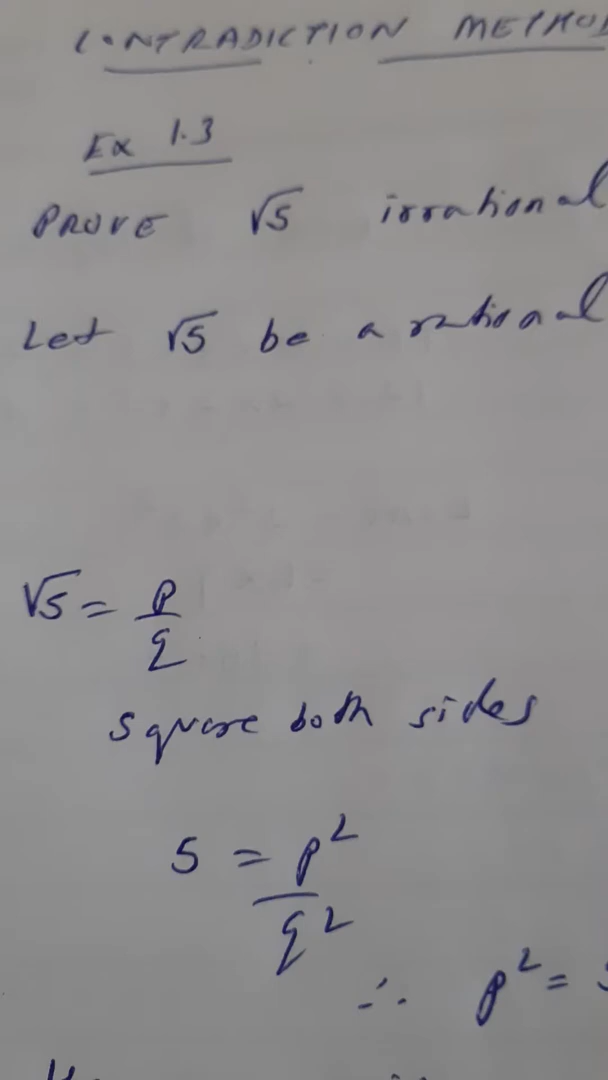 CONTRADICTION METHOD
Ex 1.3
PROVE √5 irrational
Let √5 be a rational
√5 = p/q
Square both sides
5 = p²/q²
∴ p² =